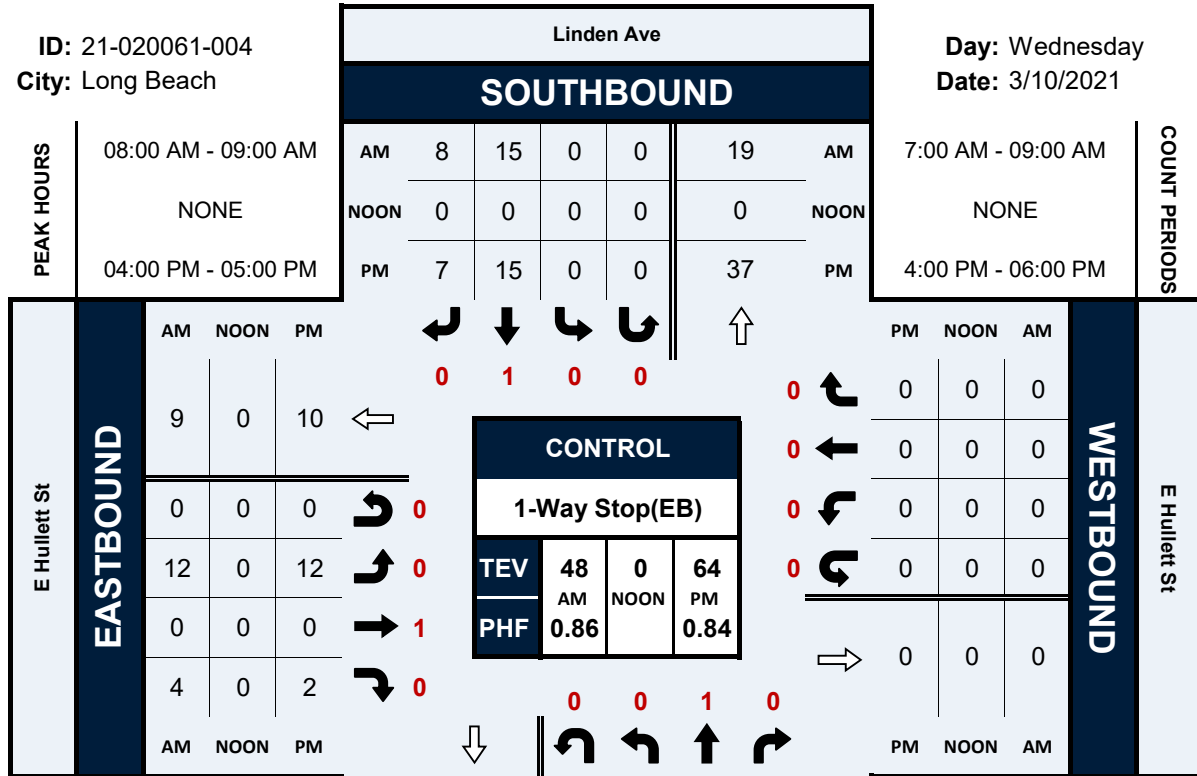 ID: 21-020061-004
City: Long Beach
Linden Ave
SOUTHBOUND
Day: Wednesday
Date: 3/10/2021
PEAK HOURS
08:00 AM - 09:00 AM
NONE
04:00 PM - 05:00 PM
AM 8 15 0 0 19 AM
NOON 0 0 0 0 0 NOON
PM 7 15 0 0 37 PM
7:00 AM - 09:00 AM
NONE
4:00 PM - 06:00 PM
COUNT PERIODS
0 1 0 0
E Hullett St
EASTBOUND
AM NOON PM
9 0 10
0 0 0 0
12 0 12 0
0 0 0 1
4 0 2 0
AM NOON PM
CONTROL
1-Way Stop(EB)
TEV 48 0 64
AM NOON PM
PHF 0.86 0.84
PM NOON AM
0 0 0 0
0 0 0 0
0 0 0 0
0 0 0 0
0 0 0
PM NOON AM
WESTBOUND
E Hullett St
0 0 1 0